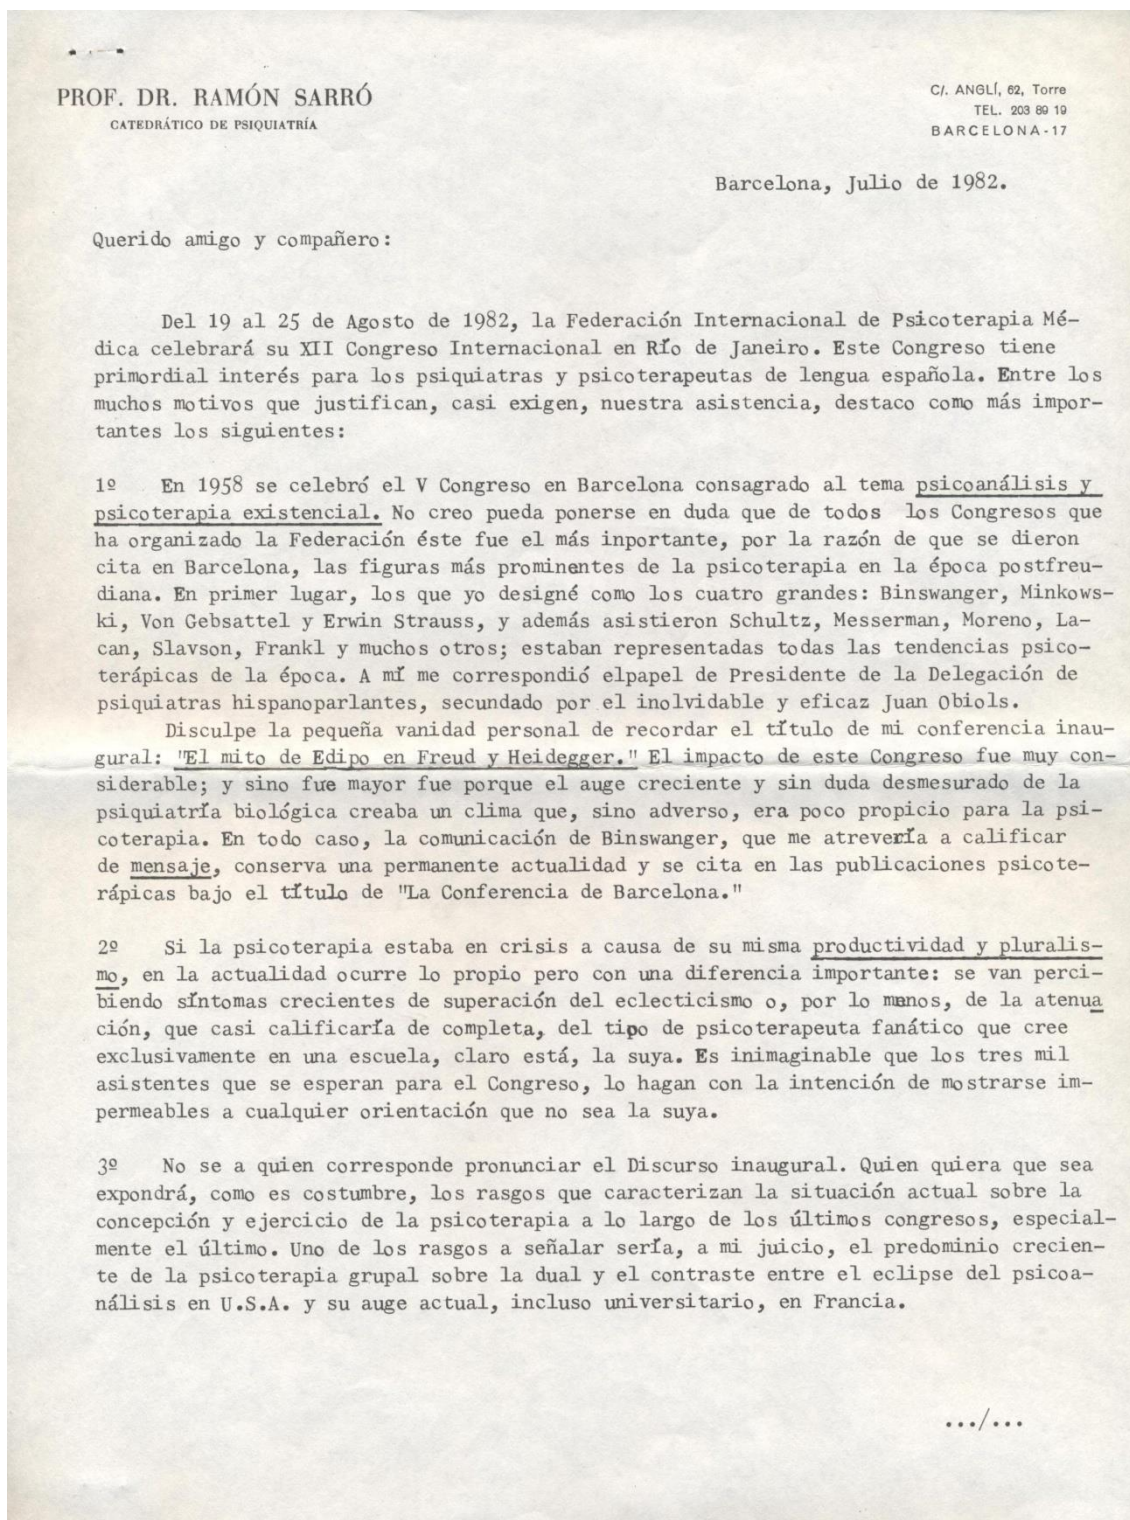 PROF. DR. RAMÓN SARRÓ
CATEDRÁTICO DE PSIQUIATRÍA
C/. ANGLÍ, 62, Torre
TEL. 203 89 19
BARCELONA-17
Barcelona, Julio de 1982.
Querido amigo y compañero:
Del 19 al 25 de Agosto de 1982, la Federación Internacional de Psicoterapia Mé-
dica celebrará su XII Congreso Internacional en Río de Janeiro. Este Congreso tiene
primordial interés para los psiquiatras y psicoterapeutas de lengua española. Entre los
muchos motivos que justifican, casi exigen, nuestra asistencia, destaco como más impor-
tantes los siguientes:
1º En 1958 se celebró el V Congreso en Barcelona consagrado al tema psicoanálisis y
psicoterapia existencial. No creo pueda ponerse en duda que de todos los Congresos que
ha organizado la Federación éste fue el más inportante, por la razón de que se dieron
cita en Barcelona, las figuras más prominentes de la psicoterapia en la época postfreu-
diana. En primer lugar, los que yo designé como los cuatro grandes: Binswanger, Minkows-
ki, Von Gebsattel y Erwin Strauss, y además asistieron Schultz, Messerman, Moreno, La-
can, Slavson, Frankl y muchos otros; estaban representadas todas las tendencias psico-
terápicas de la época. A mí me correspondió elpapel de Presidente de la Delegación de
psiquiatras hispanoparlantes, secundado por el inolvidable y eficaz Juan Obiols.
Disculpe la pequeña vanidad personal de recordar el título de mi conferencia inau-
gural: "El mito de Edipo en Freud y Heidegger." El impacto de este Congreso fue muy con-
siderable; y sino fue mayor fue porque el auge creciente y sin duda desmesurado de la
psiquiatría biológica creaba un clima que, sino adverso, era poco propicio para la psi-
coterapia. En todo caso, la comunicación de Binswanger, que me atrevería a calificar
de mensaje, conserva una permanente actualidad y se cita en las publicaciones psicote-
rápicas bajo el título de "La Conferencia de Barcelona."
2º Si la psicoterapia estaba en crisis a causa de su misma productividad y pluralis-
mo, en la actualidad ocurre lo propio pero con una diferencia importante: se van perci-
biendo síntomas crecientes de superación del eclecticismo o, por lo menos, de la atenua
ción, que casi calificaría de completa, del tipo de psicoterapeuta fanático que cree
exclusivamente en una escuela, claro está, la suya. Es inimaginable que los tres mil
asistentes que se esperan para el Congreso, lo hagan con la intención de mostrarse im-
permeables a cualquier orientación que no sea la suya.
3º No se a quien corresponde pronunciar el Discurso inaugural. Quien quiera que sea
expondrá, como es costumbre, los rasgos que caracterizan la situación actual sobre la
concepción y ejercicio de la psicoterapia a lo largo de los últimos congresos, especial-
mente el último. Uno de los rasgos a señalar sería, a mi juicio, el predominio crecien-
te de la psicoterapia grupal sobre la dual y el contraste entre el eclipse del psicoa-
nálisis en U.S.A. y su auge actual, incluso universitario, en Francia.
.../...